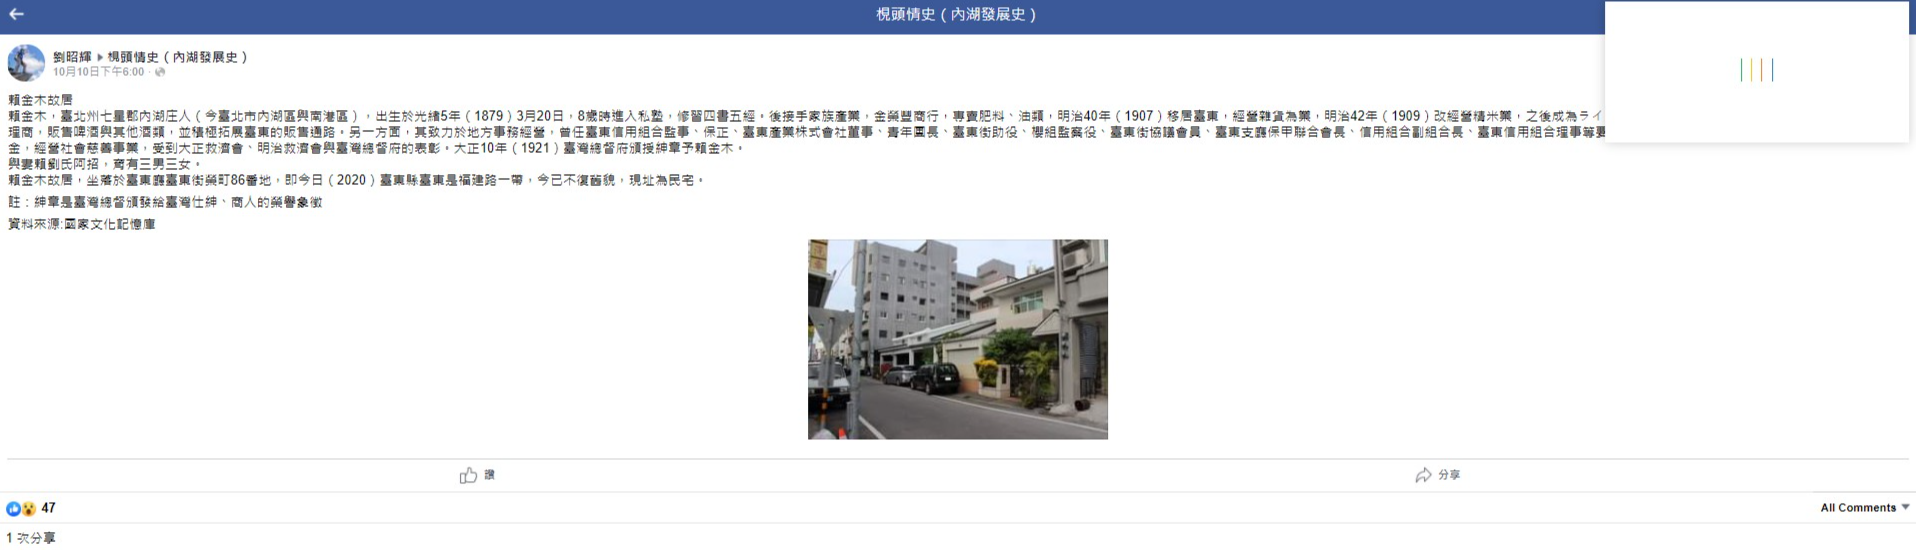 梘頭情史（內湖發展史）
劉昭輝 ▸ 梘頭情史（內湖發展史）
10月10日下午6:00 ·
賴金木故居
賴金木，臺北州七星郡內湖庄人（今臺北市內湖區與南港區），出生於光緒5年（1879）3月20日，8歲時進入私塾，修習四書五經。後接手家族產業，金榮豐商行，專賣肥料、油類，明治40年（1907）移居臺東，經營雜貨為業，明治42年（1909）改經營精米業，之後成為ライ
理商，販售啤酒與其他酒類，並積極拓展臺東的販售通路。另一方面，其致力於地方事務經營，曾任臺東信用組合監事、保正、臺東產業株式會社董事、青年團長、臺東街助役、櫻組監察役、臺東街協議會員、臺東支廳保甲聯合會長、信用組合副組合長、臺東信用組合理事等要
金，經營社會慈善事業，受到大正救濟會、明治救濟會與臺灣總督府的表彰。大正10年（1921）臺灣總督府頒授紳章予賴金木。
與妻賴劉氏阿招，育有三男三女。
賴金木故居，坐落於臺東廳臺東街榮町86番地，即今日（2020）臺東縣臺東是福建路一帶，今已不復舊貌，現址為民宅。
註：紳章是臺灣總督頒發給臺灣仕紳、商人的榮譽象徵
資料來源:國家文化記憶庫
讚
分享
47
All Comments
1 次分享